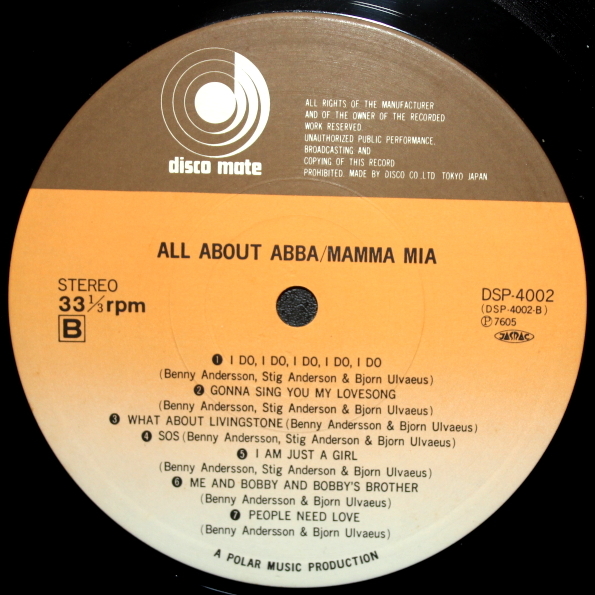 disco mate
ALL RIGHTS OF THE MANUFACTURER
AND OF THE OWNER OF THE RECORDED
WORK RESERVED.
UNAUTHORIZED PUBLIC PERFORMANCE,
BROADCASTING AND
COPYING OF THIS RECORD
PROHIBITED. MADE BY DISCO CO.,LTD. TOKYO JAPAN
ALL ABOUT ABBA/MAMMA MIA
STEREO
33 1/3 rpm
B
DSP-4002
(DSP-4002-B)
Ⓟ 7605
JASRAC
❶ I DO, I DO, I DO, I DO, I DO
(Benny Andersson, Stig Anderson & Bjorn Ulvaeus)
❷ GONNA SING YOU MY LOVESONG
(Benny Andersson, Stig Anderson & Bjorn Ulvaeus)
❸ WHAT ABOUT LIVINGSTONE (Benny Andersson & Bjorn Ulvaeus)
❹ SOS (Benny Andersson, Stig Anderson & Bjorn Ulvaeus)
❺ I AM JUST A GIRL
(Benny Andersson, Stig Anderson & Bjorn Ulvaeus)
❻ ME AND BOBBY AND BOBBY'S BROTHER
(Benny Andersson & Bjorn Ulvaeus)
❼ PEOPLE NEED LOVE
(Benny Andersson & Bjorn Ulvaeus)
A POLAR MUSIC PRODUCTION